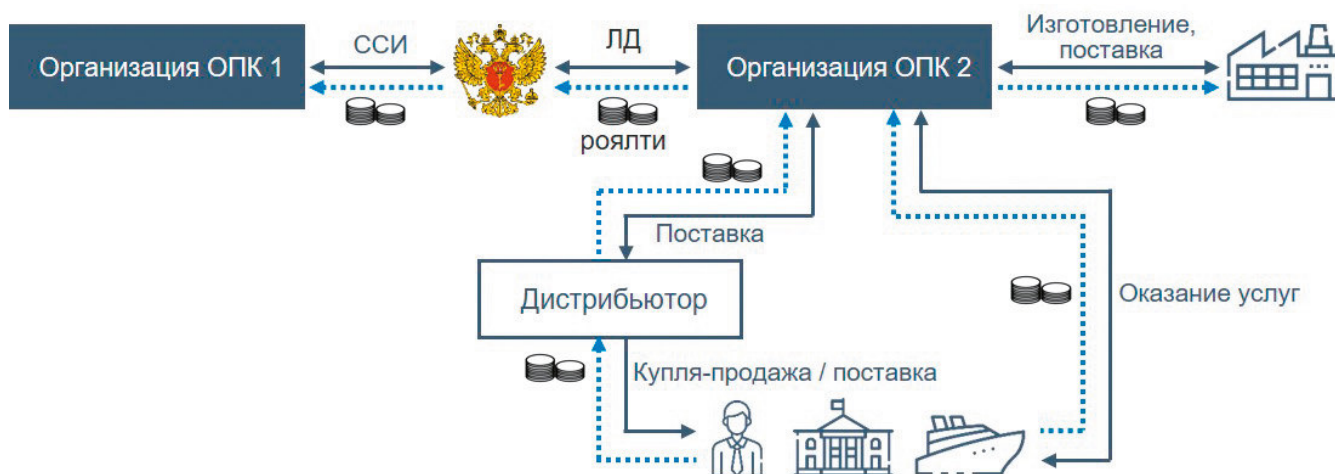 Организация ОПК 1
ССИ
ЛД
роялти
Организация ОПК 2
Изготовление,
поставка
Поставка
Дистрибьютор
Оказание услуг
Купля-продажа / поставка